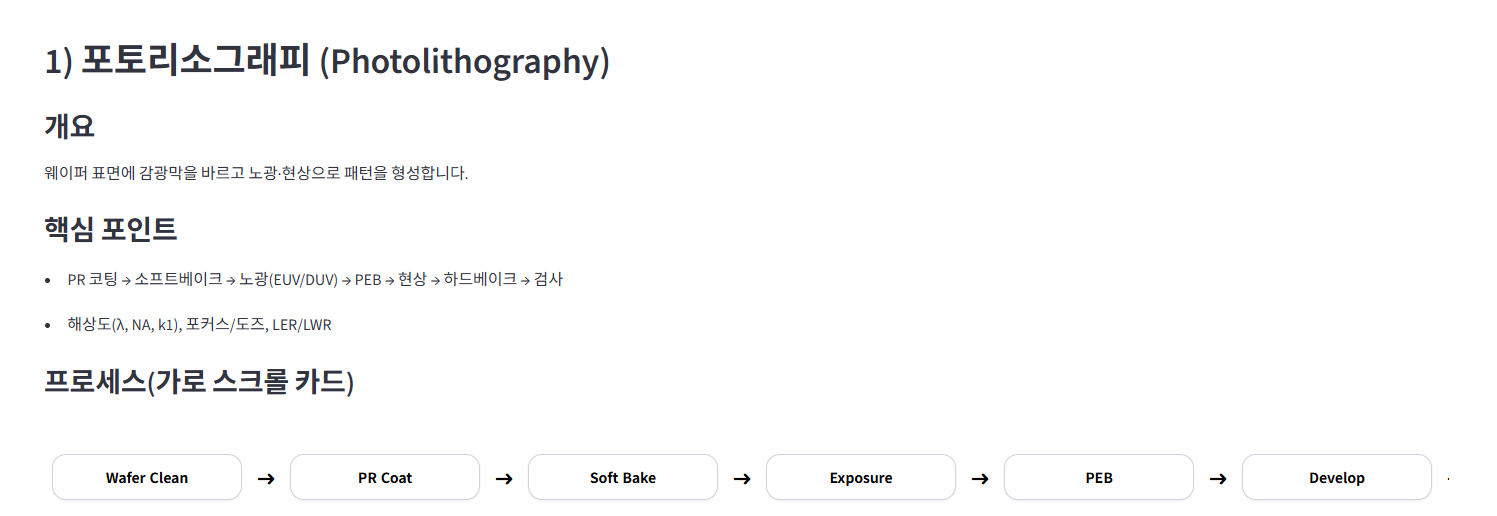 1) 포토리소그래피 (Photolithography)
개요
웨이퍼 표면에 감광막을 바르고 노광·현상으로 패턴을 형성합니다.
핵심 포인트
• PR 코팅 → 소프트베이크 → 노광(EUV/DUV) → PEB → 현상 → 하드베이크 → 검사
• 해상도(λ, NA, k1), 포커스/도즈, LER/LWR
프로세스(가로 스크롤 카드)
Wafer Clean → PR Coat → Soft Bake → Exposure → PEB → Develop